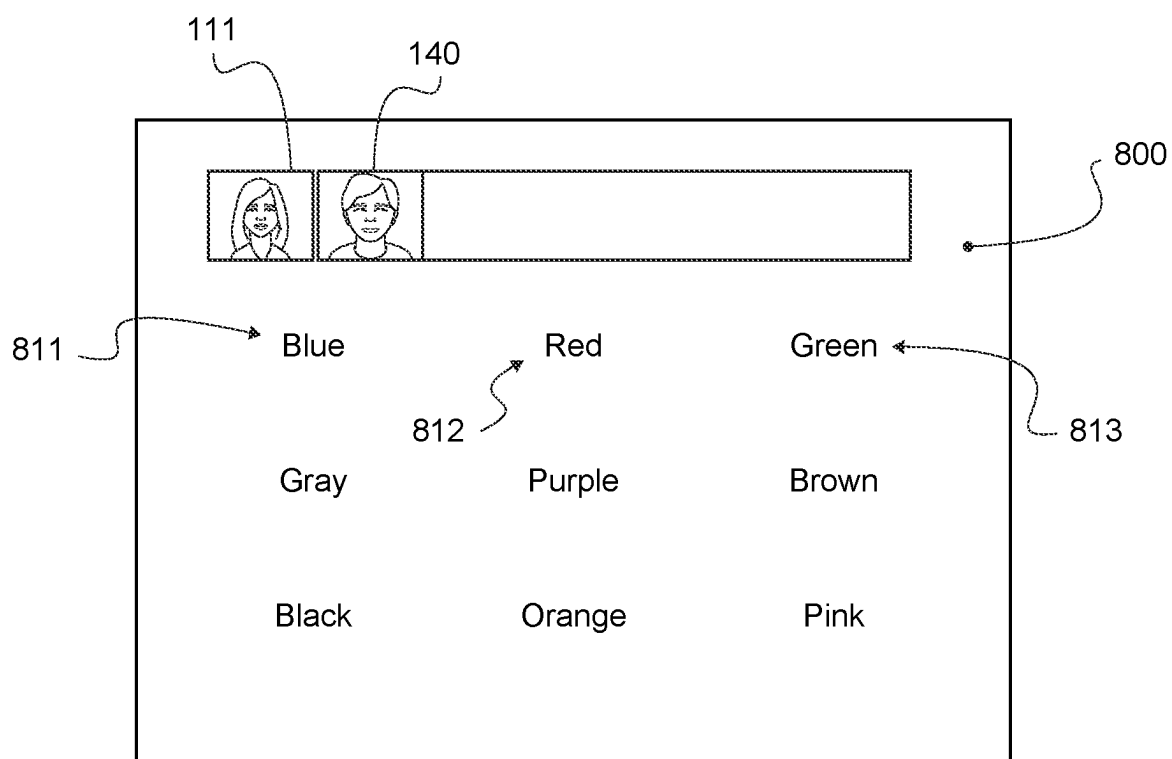 111
140
800
811 Blue Red Green
812 813
Gray Purple Brown
Black Orange Pink